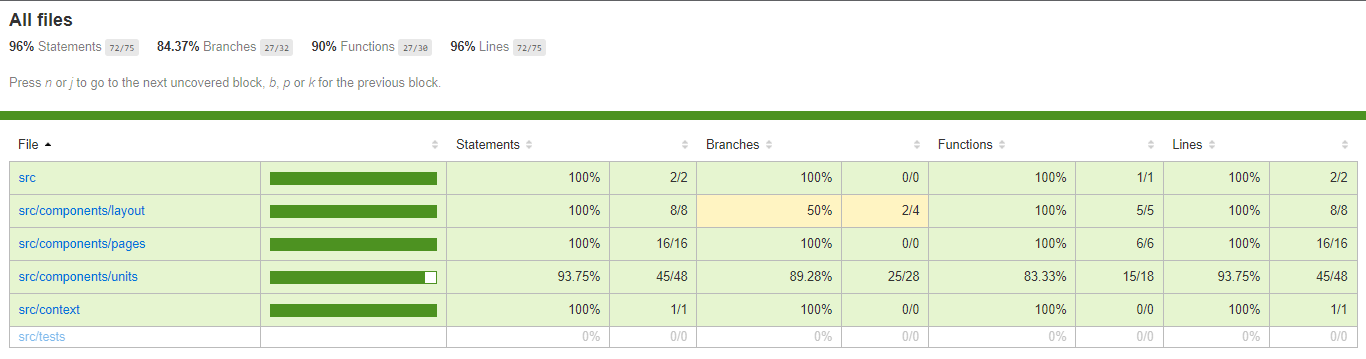 All files
96% Statements 72/75 84.37% Branches 27/32 90% Functions 27/30 96% Lines 72/75
Press n or j to go to the next uncovered block, b, p or k for the previous block.
File Statements Branches Functions Lines
src 100% 2/2 100% 0/0 100% 1/1 100% 2/2
src/components/layout 100% 8/8 50% 2/4 100% 5/5 100% 8/8
src/components/pages 100% 16/16 100% 0/0 100% 6/6 100% 16/16
src/components/units 93.75% 45/48 89.28% 25/28 83.33% 15/18 93.75% 45/48
src/context 100% 1/1 100% 0/0 100% 0/0 100% 1/1
src/tests 0% 0/0 0% 0/0 0% 0/0 0% 0/0